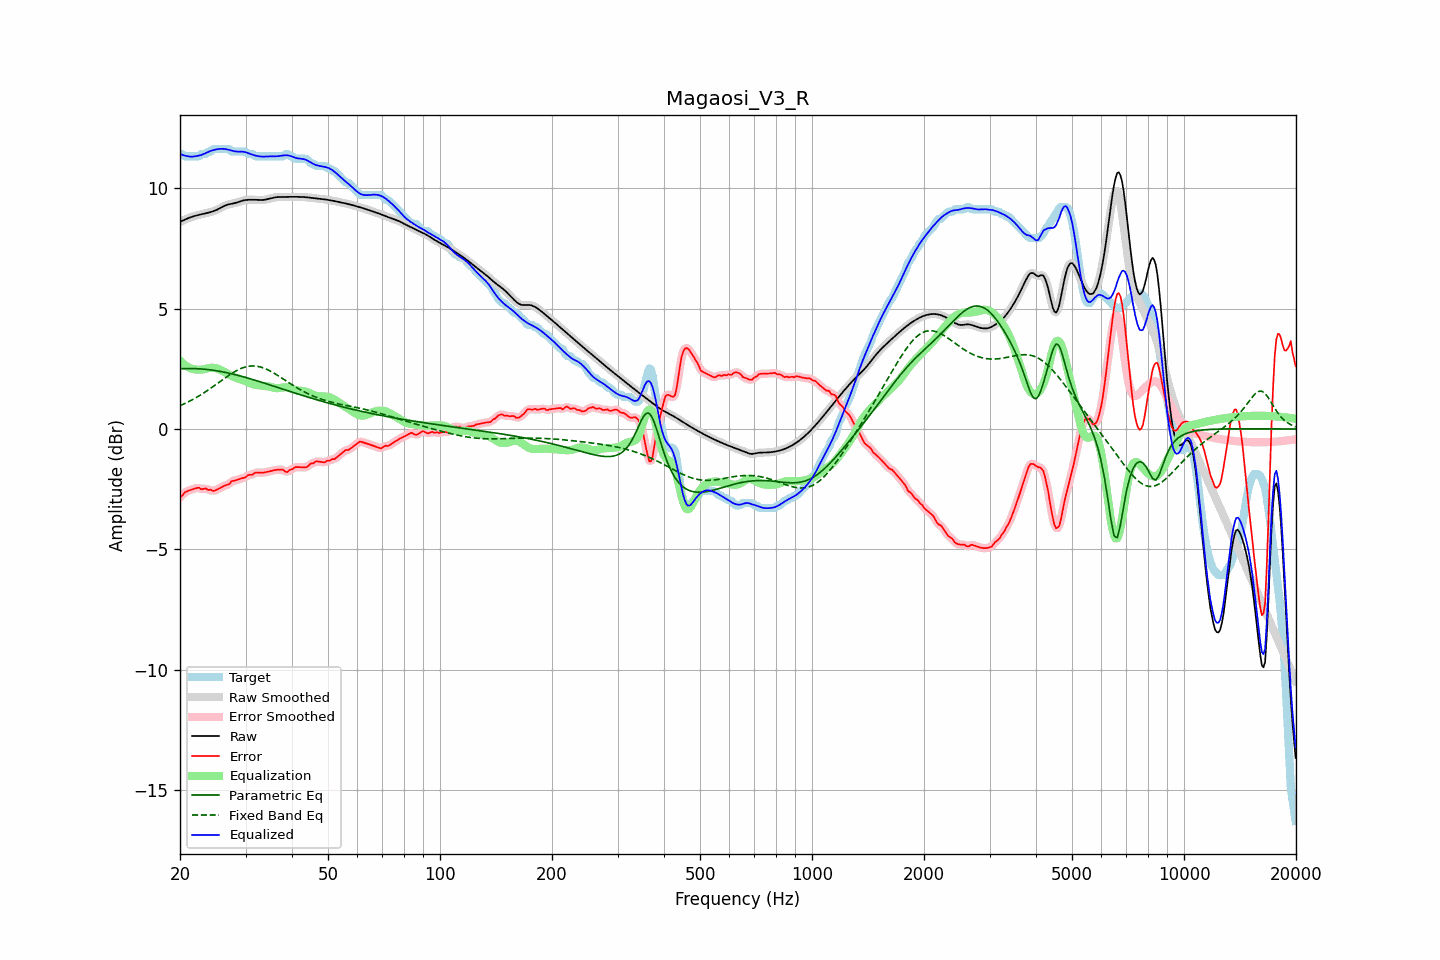 Magaosi_V3_R
Amplitude (dBr)
10
5
0
−5
−10
−15
Target
Raw Smoothed
Error Smoothed
Raw
Error
Equalization
Parametric Eq
Fixed Band Eq
Equalized
20 50 100 200 500 1000 2000 5000 10000 20000
Frequency (Hz)